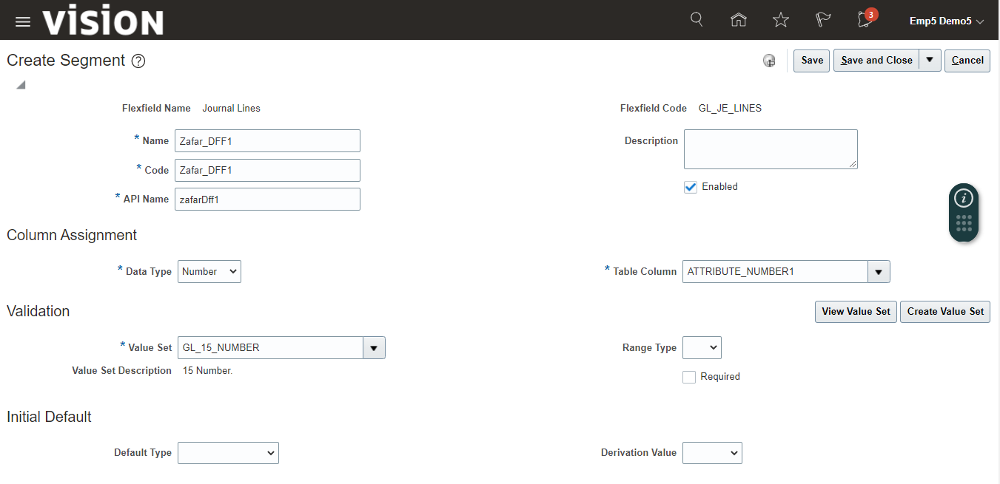 vısıoN
3
Emp5 Demo5
Create Segment ?
Save
Save and Close
Cancel
Flexfield Name Journal Lines
Flexfield Code GL_JE_LINES
* Name Zafar_DFF1
Description
* Code Zafar_DFF1
Enabled
* API Name zafarDff1
i
Column Assignment
* Data Type Number
* Table Column ATTRIBUTE_NUMBER1
Validation
View Value Set
Create Value Set
* Value Set GL_15_NUMBER
Range Type
Value Set Description 15 Number.
Required
Initial Default
Default Type
Derivation Value